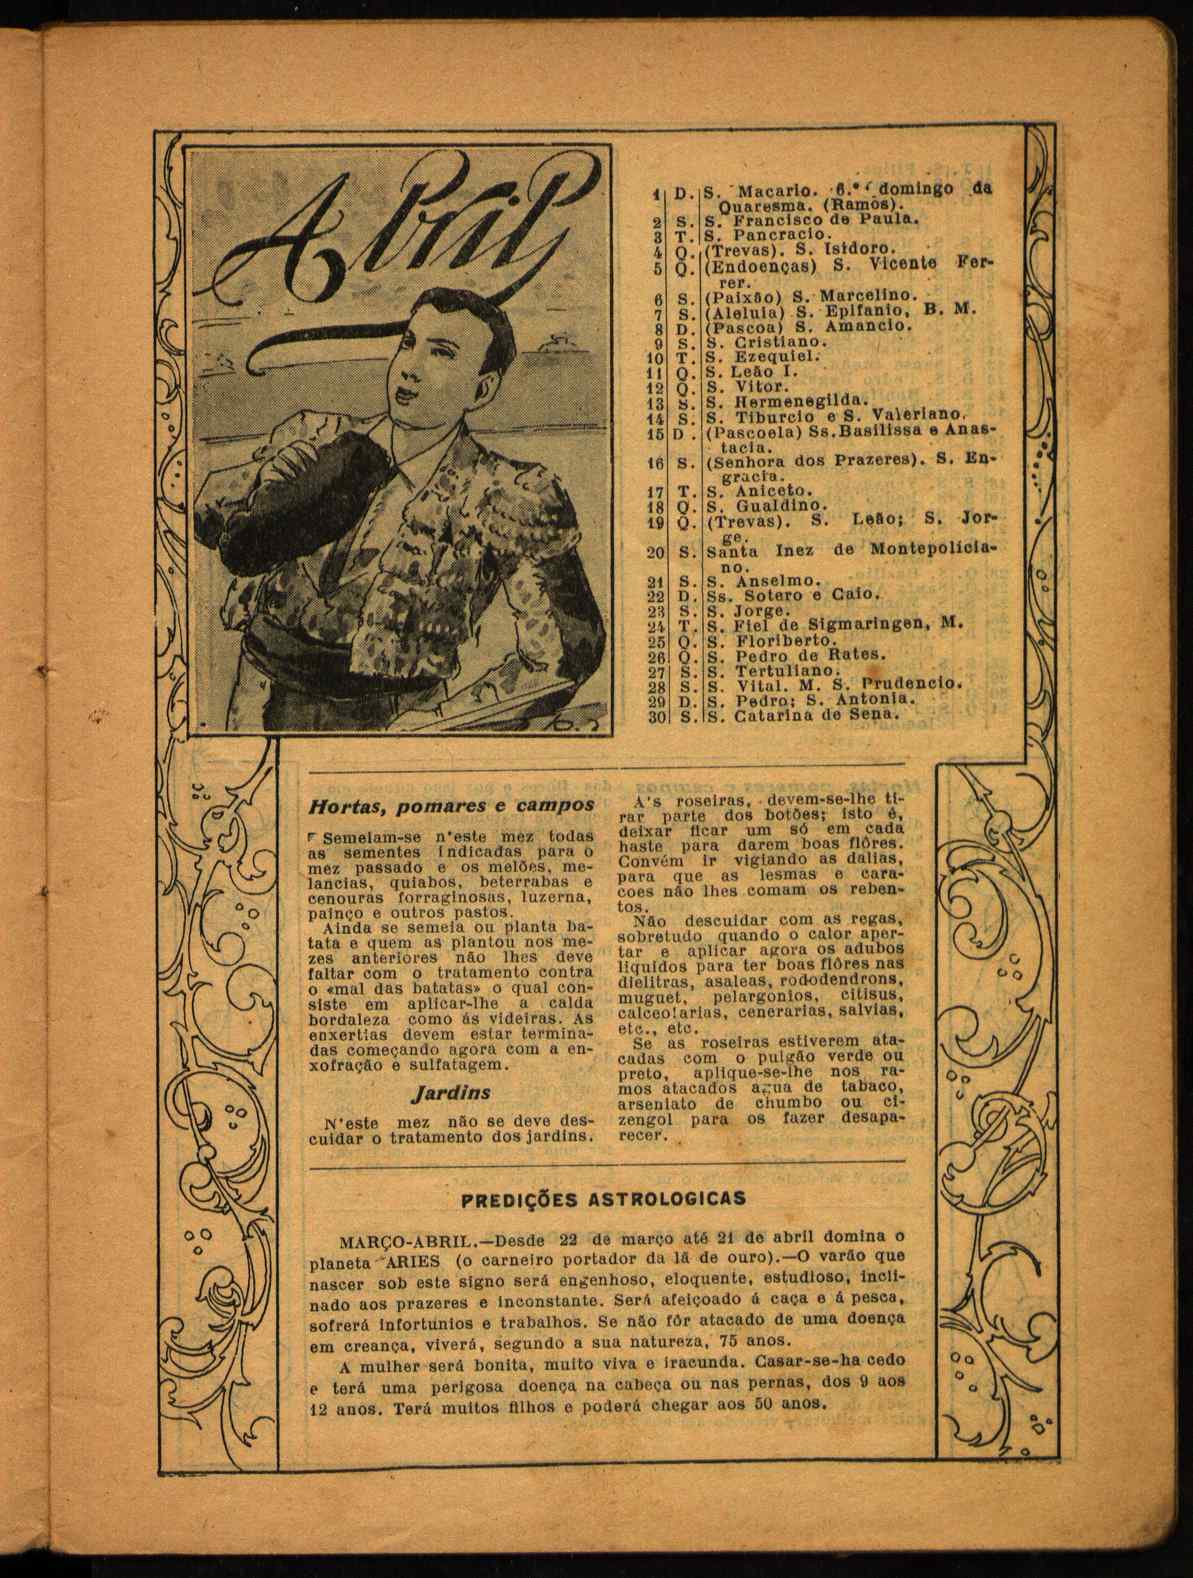 Abril
1 D. S. Macario. 6.º domingo da
Quaresma. (Ramos).
2 S. S. Francisco de Paula.
3 T. S. Pancracio.
4 Q. (Trevas). S. Isidoro.
5 Q. (Endoenças) S. Vicente Fer-
rer.
6 S. (Paixão) S. Marcelino.
7 S. (Aleluia) S. Epifanio, B. M.
8 D. (Pascoa) S. Amancio.
9 S. S. Cristiano.
10 T. S. Ezequiel.
11 Q. S. Leão I.
12 Q. S. Vitor.
13 S. S. Hermenegilda.
14 S. S. Tiburcio e S. Valeriano.
15 D. (Pascoela) Ss. Basilissa e Anas-
tacia.
16 S. (Senhora dos Prazeres). S. En-
gracia.
17 T. S. Aniceto.
18 Q. S. Gualdino.
19 Q. (Trevas). S. Leão; S. Jor-
ge.
20 S. Santa Inez de Montepolicia-
no.
21 S. S. Anselmo.
22 D. Ss. Sotero e Caio.
23 S. S. Jorge.
24 T. S. Fiel de Sigmaringen, M.
25 Q. S. Floriberto.
26 Q. S. Pedro de Rates.
27 S. S. Tertuliano.
28 S. S. Vital. M. S. Prudencio.
29 D. S. Pedro; S. Antonia.
30 S. S. Catarina de Sena.
Hortas, pomares e campos
Semeiam-se n'este mez todas
as sementes indicadas para o
mez passado e os melões, me-
lancias, quiabos, beterrabas e
cenouras forraginosas, luzerna,
painço e outros pastos.
Ainda se semeia ou planta ba-
tata e quem as plantou nos me-
zes anteriores não lhes deve
faltar com o tratamento contra
o «mal das batatas» o qual con-
siste em aplicar-lhe a calda
bordaleza como ás videiras. As
enxertias devem estar termina-
das começando agora com a en-
xofração e sulfatagem.
Jardins
N'este mez não se deve des-
cuidar o tratamento dos jardins.
A's roseiras, devem-se-lhe ti-
rar parte dos botões; isto é,
deixar ficar um só em cada
haste para darem boas flôres.
Convém ir vigiando as dalias,
para que as lesmas e cara-
coes não lhes comam os reben-
tos.
Não descuidar com as regas,
sobretudo quando o calor aper-
tar e aplicar agora os adubos
liquidos para ter boas flôres nas
dielitras, asaleas, rododendrons,
muguet, pelargonios, citisus,
calceolarias, cenerarias, salvias,
etc., etc.
Se as roseiras estiverem ata-
cadas com o pulgão verde ou
preto, aplique-se-lhe nos ra-
mos atacados agua de tabaco,
arseniato de chumbo ou ci-
zengol para os fazer desapa-
recer.
PREDIÇÕES ASTROLOGICAS
MARÇO-ABRIL.—Desde 22 de março até 21 de abril domina o
planeta ARIES (o carneiro portador da lã de ouro).—O varão que
nascer sob este signo será engenhoso, eloquente, estudioso, incli-
nado aos prazeres e inconstante. Será afeiçoado á caça e á pesca,
sofrerá infortunios e trabalhos. Se não fôr atacado de uma doença
em creança, viverá, segundo a sua natureza, 75 anos.
A mulher será bonita, muito viva e iracunda. Casar-se-ha cedo
e terá uma perigosa doença na cabeça ou nas pernas, dos 9 aos
12 anos. Terá muitos filhos e poderá chegar aos 50 anos.